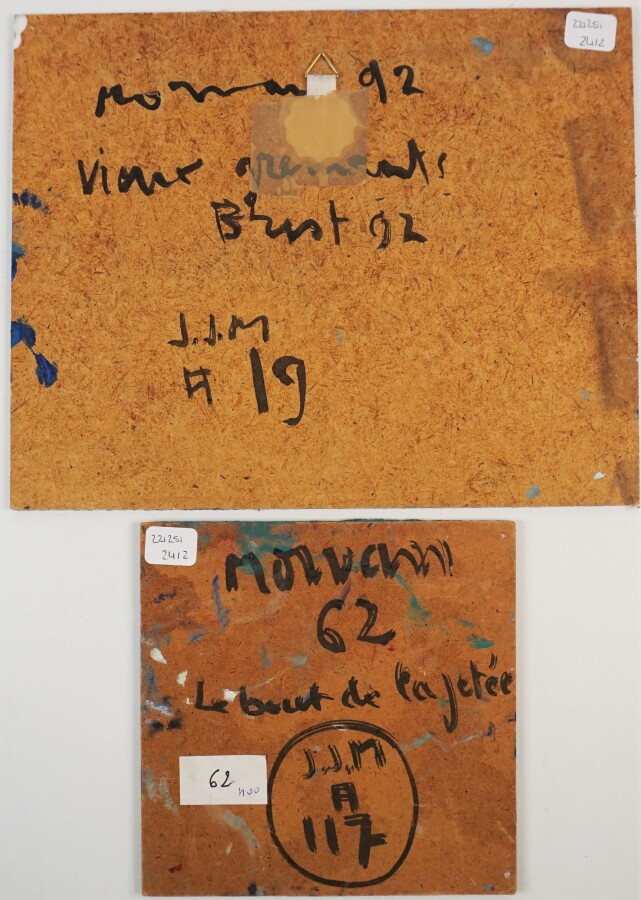 221251
2412
Morvan 92
Vieux gréements
Brest 92
J.J.M
A 19
221251
2412
MORVAN
62
Le bout de la jetée
J.J.M
A
117
62
1100